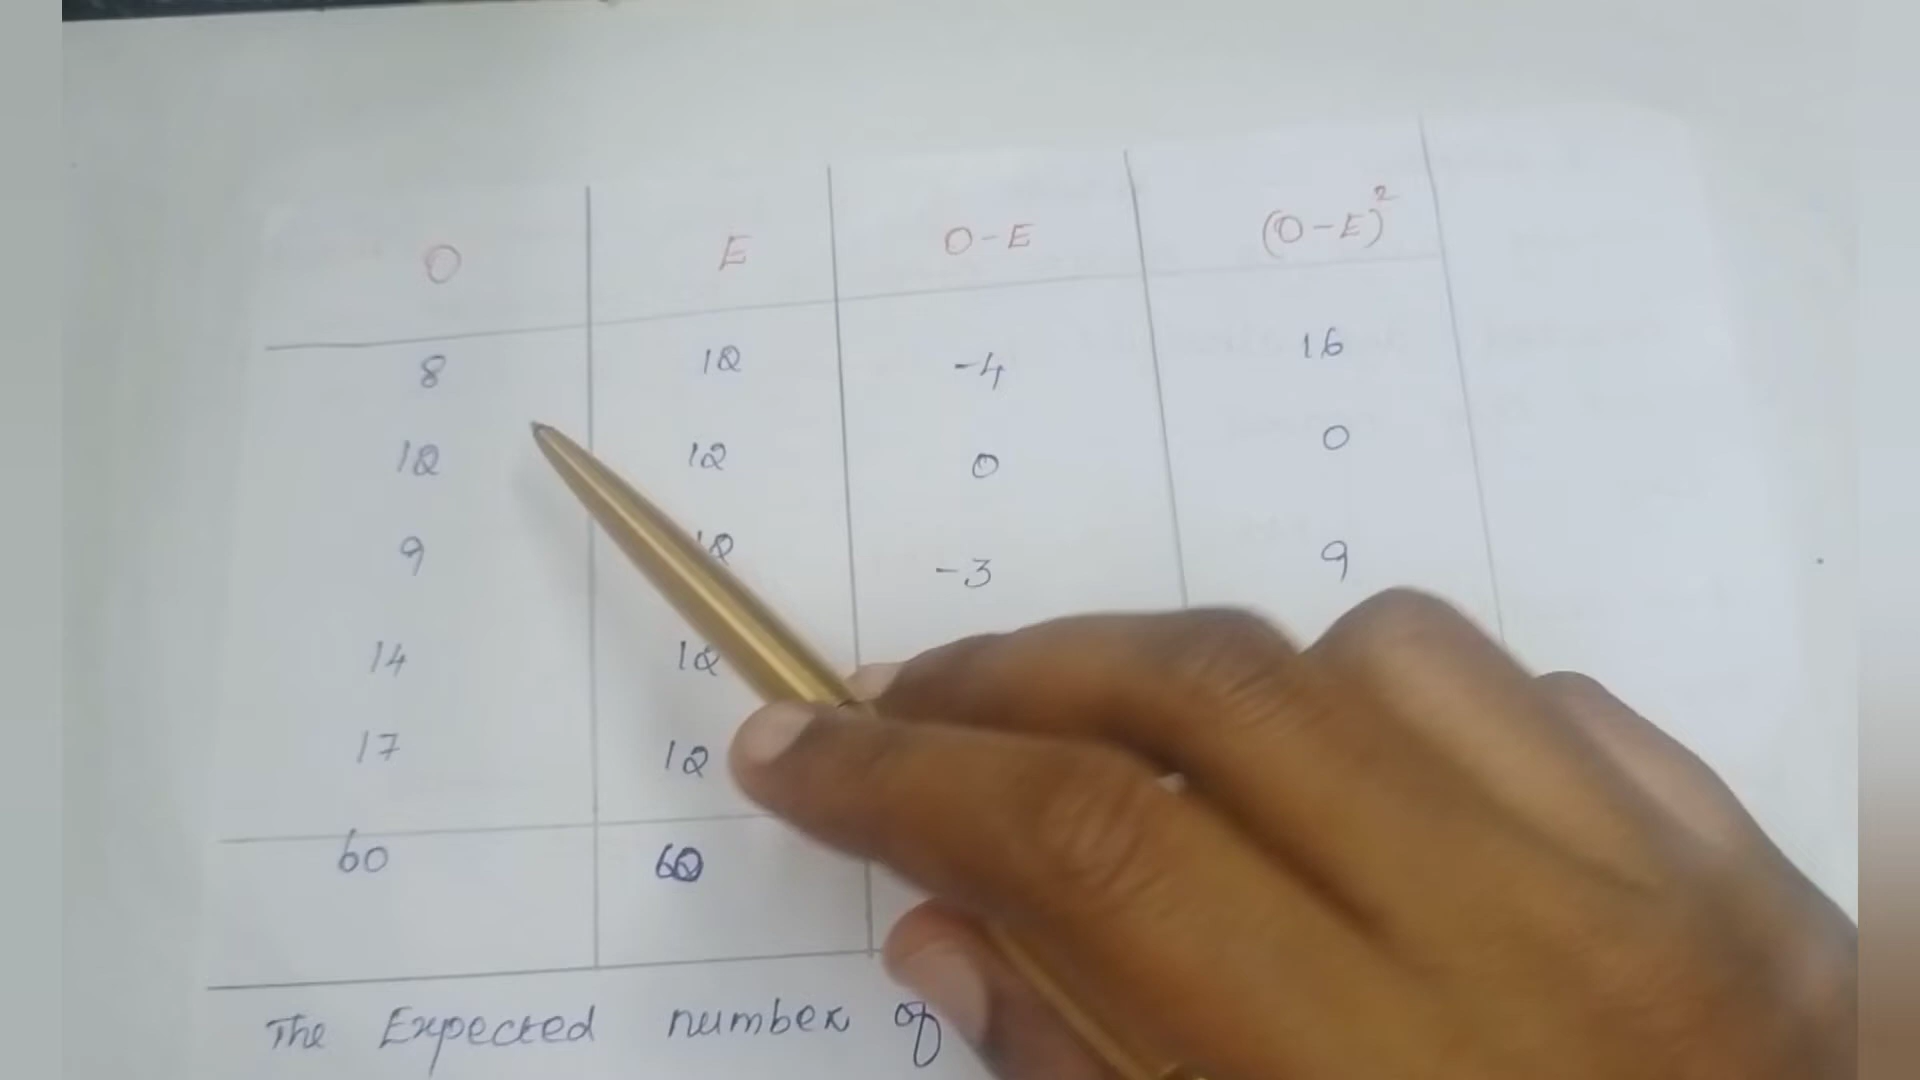 O E O-E (O-E)²
8 12 -4 16
12 12 0 0
9 12 -3 9
14 12
17 12
60 60
The Expected number of